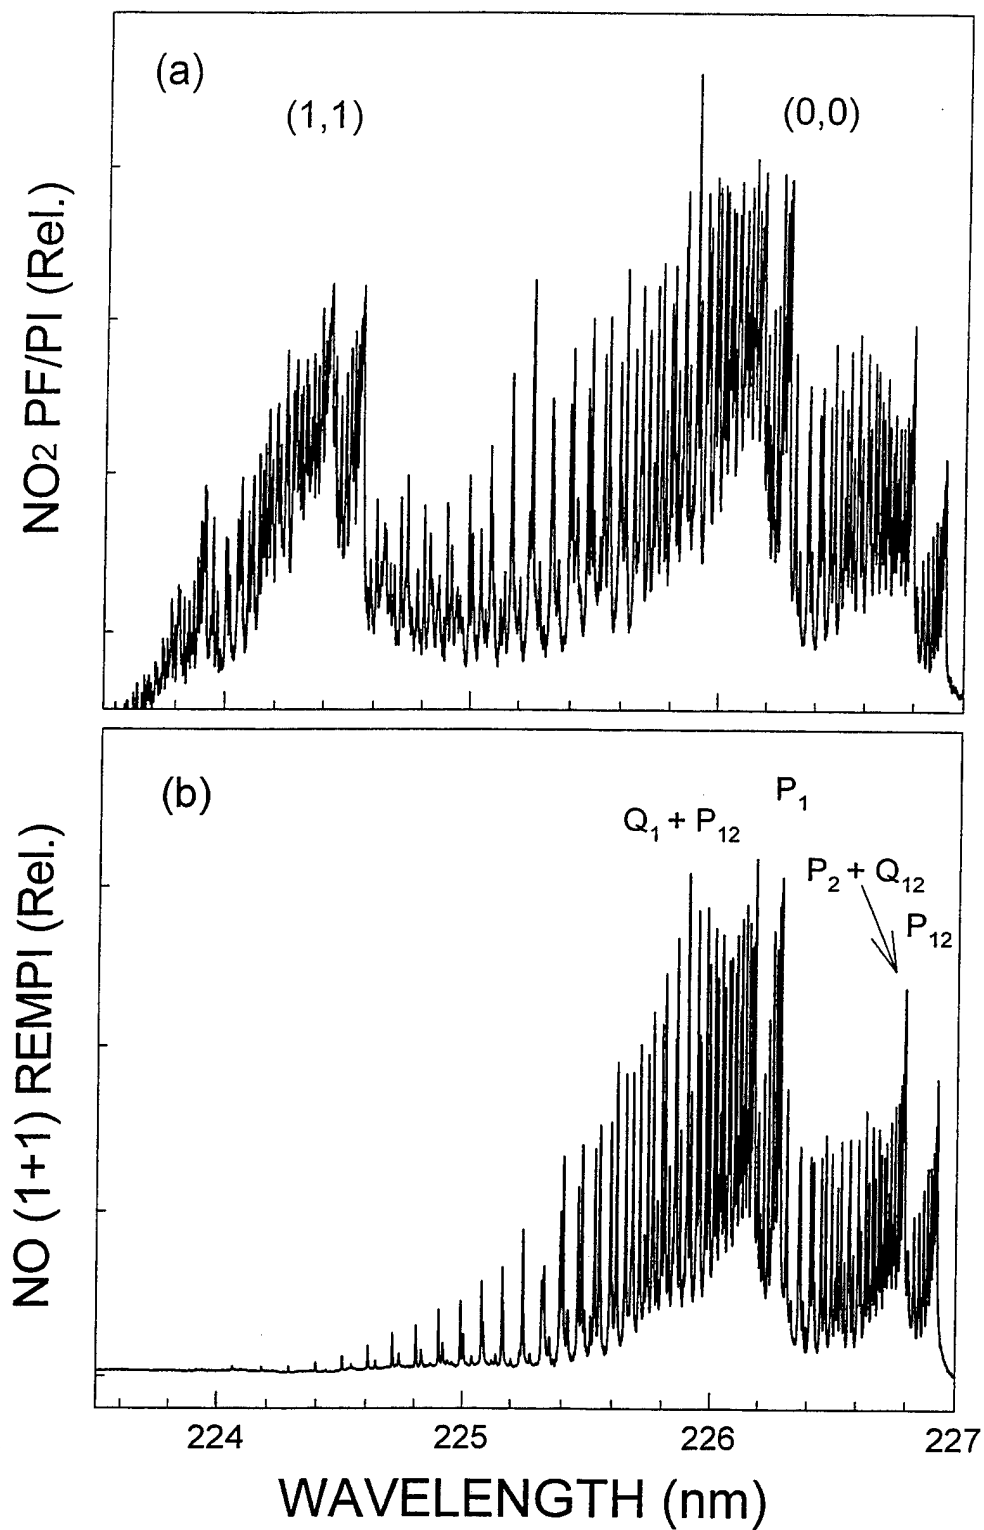 (a)
(1,1)
(0,0)
NO2 PF/PI (Rel.)
(b)
P1
Q1 + P12
P2 + Q12
P12
NO (1+1) REMPI (Rel.)
224 225 226 227
WAVELENGTH (nm)